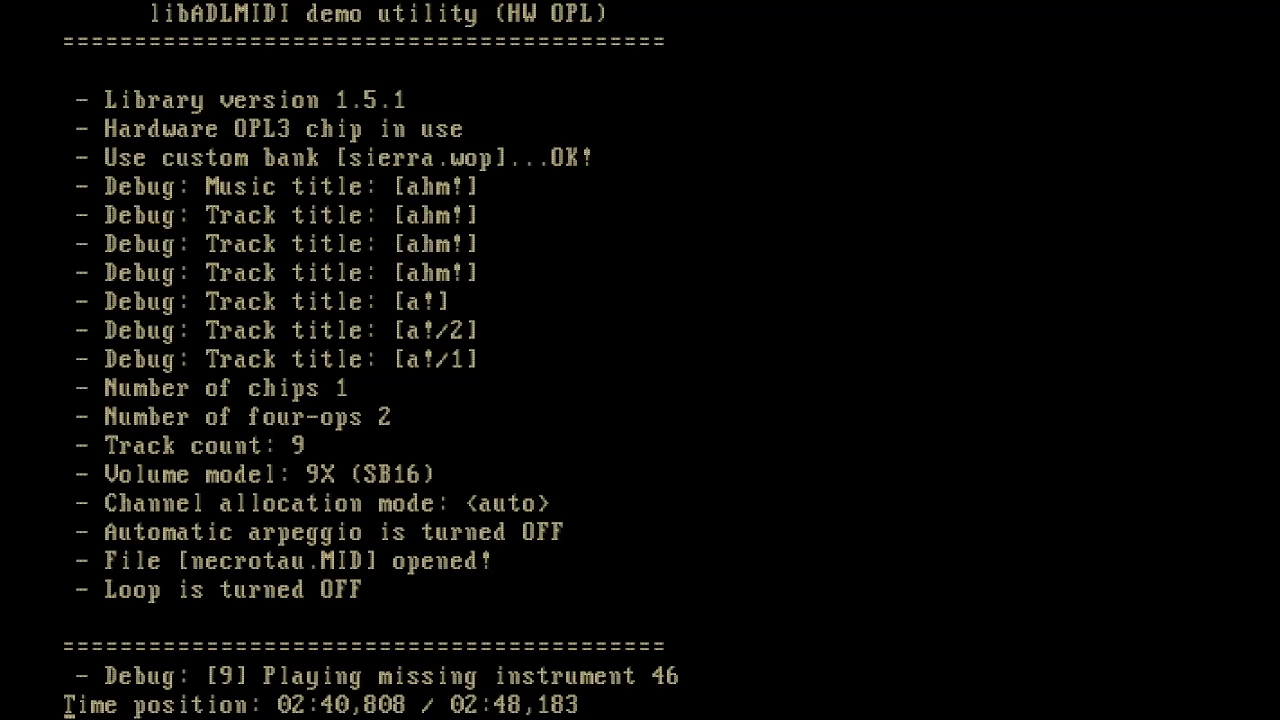 libADLMIDI demo utility (HW OPL)
==========================================
- Library version 1.5.1
- Hardware OPL3 chip in use
- Use custom bank [sierra.wop]...OK!
- Debug: Music title: [ahm!]
- Debug: Track title: [ahm!]
- Debug: Track title: [ahm!]
- Debug: Track title: [ahm!]
- Debug: Track title: [a!]
- Debug: Track title: [a!/2]
- Debug: Track title: [a!/1]
- Number of chips 1
- Number of four-ops 2
- Track count: 9
- Volume model: 9X (SB16)
- Channel allocation mode: <auto>
- Automatic arpeggio is turned OFF
- File [necrotau.MID] opened!
- Loop is turned OFF
==========================================
- Debug: [9] Playing missing instrument 46
Time position: 02:40,808 / 02:48,183